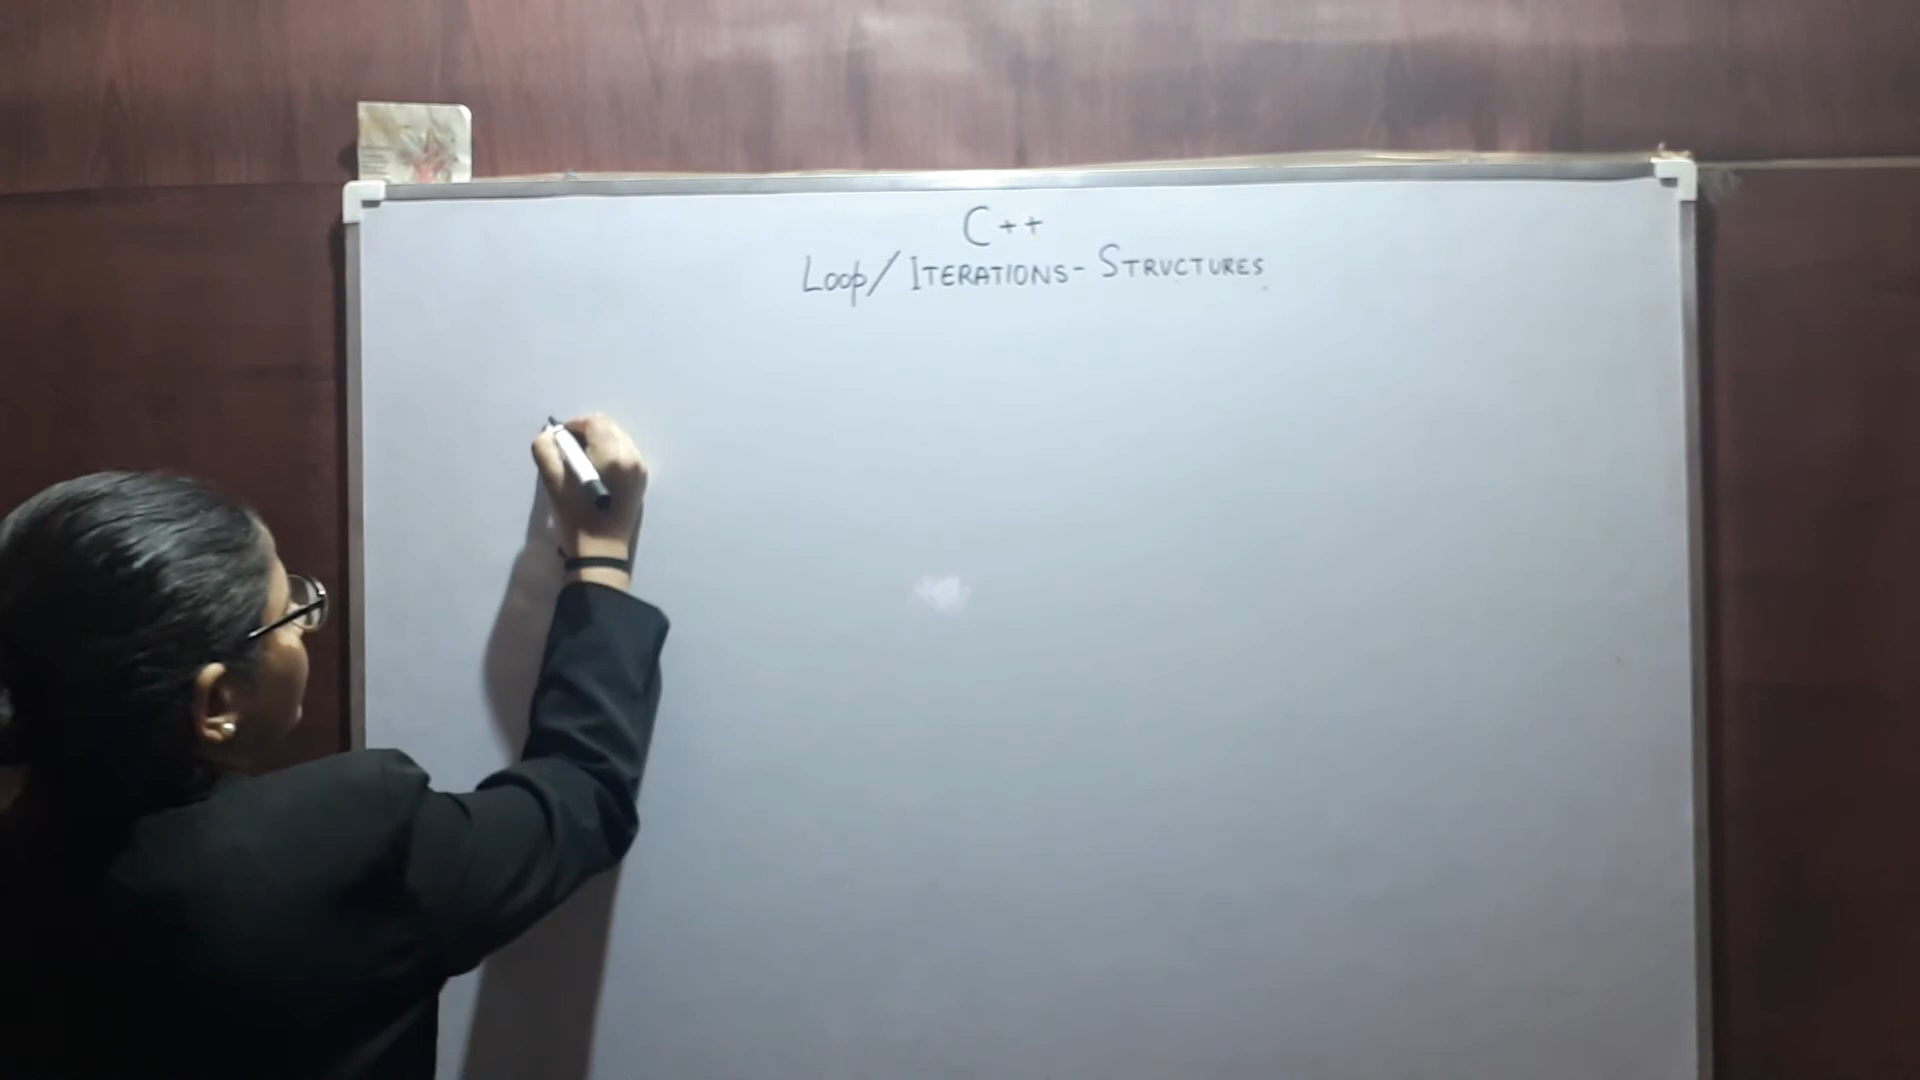 C++
Loop/ ITERATIONS- STRUCTURES